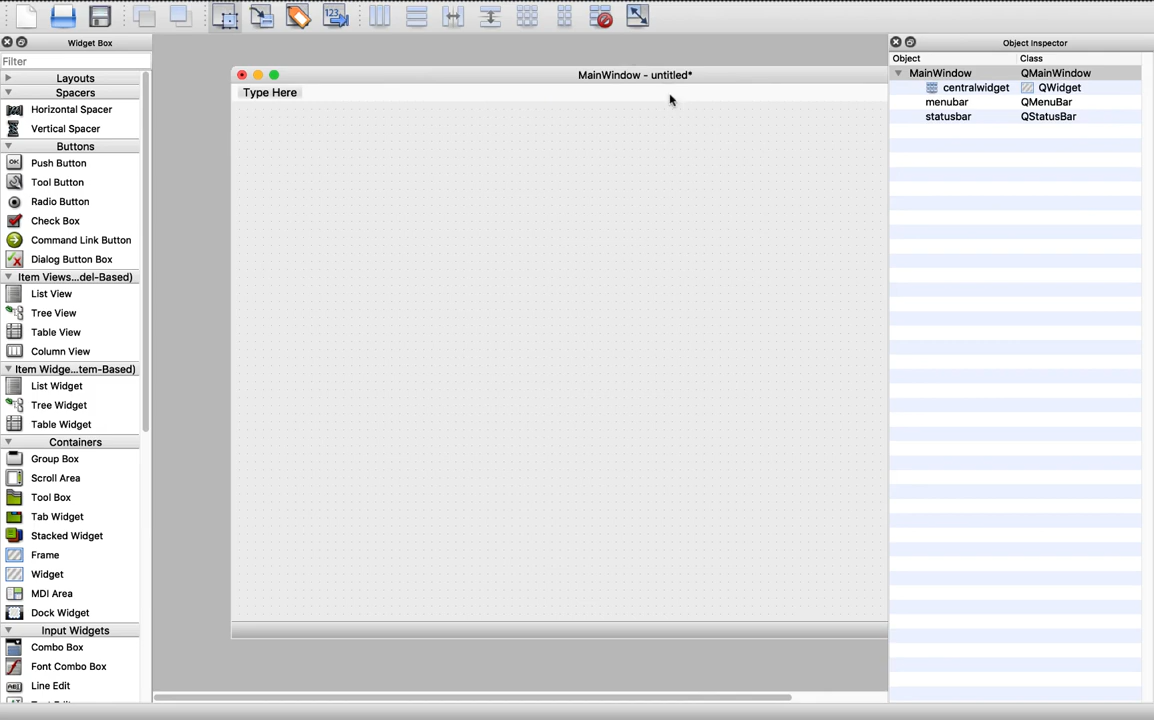 123
Widget Box
Object Inspector
Filter
Object
Class
Layouts
MainWindow - untitled*
MainWindow
QMainWindow
Spacers
Type Here
centralwidget
QWidget
Horizontal Spacer
menubar
QMenuBar
Vertical Spacer
statusbar
QStatusBar
Buttons
OK
Push Button
Tool Button
Radio Button
Check Box
Command Link Button
Dialog Button Box
Item Views...del-Based)
List View
Tree View
Table View
Column View
Item Widge...tem-Based)
List Widget
Tree Widget
Table Widget
Containers
Group Box
Scroll Area
Tool Box
Tab Widget
Stacked Widget
Frame
Widget
MDI Area
Dock Widget
Input Widgets
Combo Box
Font Combo Box
Line Edit